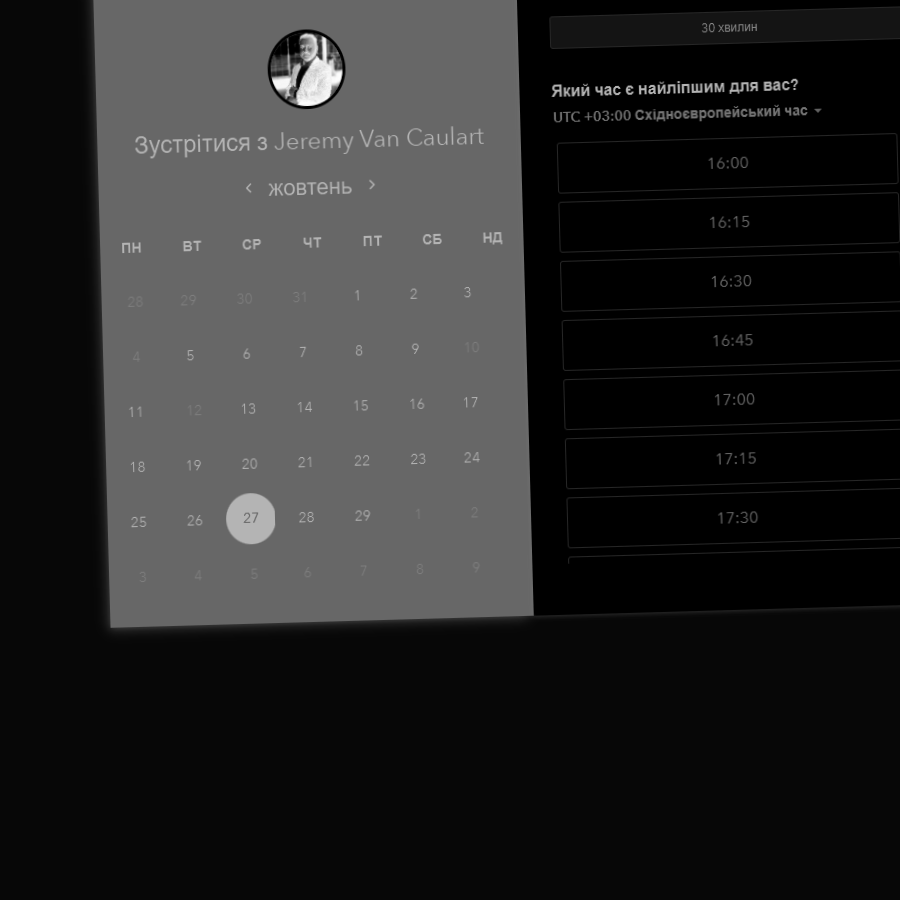 Зустрітися з Jeremy Van Caulart
‹ жовтень ›
ПН ВТ СР ЧТ ПТ СБ НД
28 29 30 31 1 2 3
4 5 6 7 8 9 10
11 12 13 14 15 16 17
18 19 20 21 22 23 24
25 26 27 28 29 1 2
3 4 5 6 7 8 9
30 хвилин
Який час є найліпшим для вас?
UTC +03:00 Східноєвропейський час
16:00
16:15
16:30
16:45
17:00
17:15
17:30